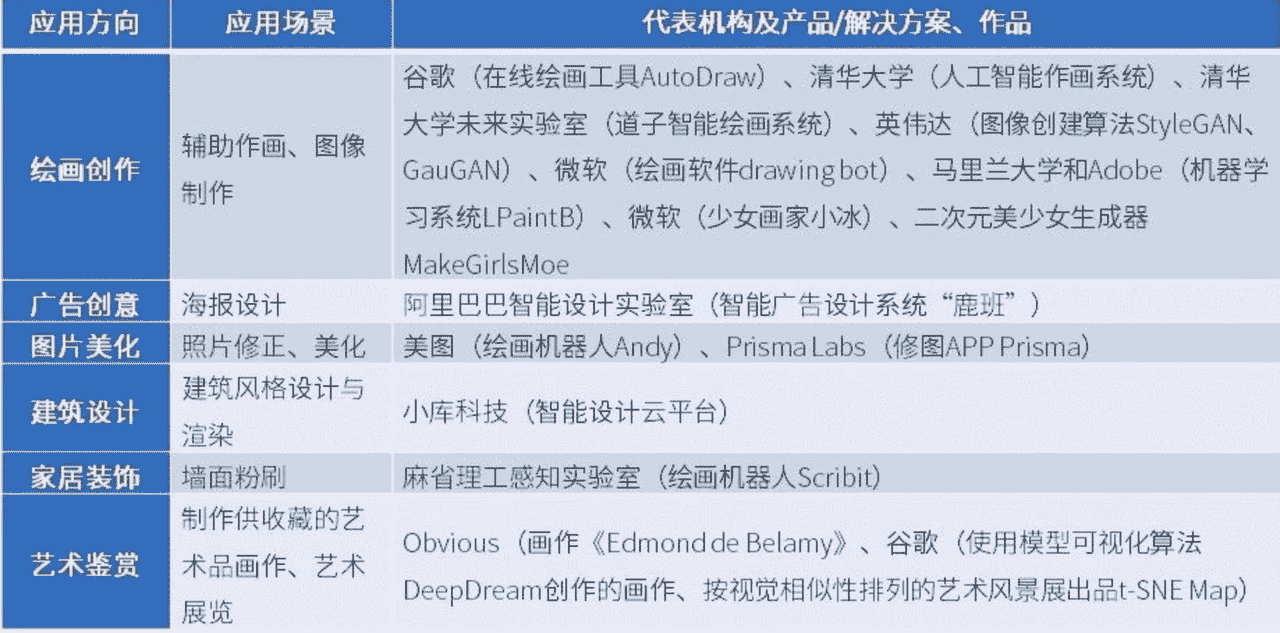 应用方向
应用场景
代表机构及产品/解决方案、作品
绘画创作
辅助作画、图像
制作
谷歌（在线绘画工具AutoDraw）、清华大学（人工智能作画系统）、清华
大学未来实验室（道子智能绘画系统）、英伟达（图像创建算法StyleGAN、
GauGAN）、微软（绘画软件drawing bot）、马里兰大学和Adobe（机器学
习系统LPaintB）、微软（少女画家小冰）、二次元美少女生成器
MakeGirlsMoe
广告创意
海报设计
阿里巴巴智能设计实验室（智能广告设计系统“鹿班”）
图片美化
照片修正、美化
美图（绘画机器人Andy）、Prisma Labs（修图APP Prisma）
建筑设计
建筑风格设计与
渲染
小库科技（智能设计云平台）
家居装饰
墙面粉刷
麻省理工感知实验室（绘画机器人Scribit）
艺术鉴赏
制作供收藏的艺
术品画作、艺术
展览
Obvious（画作《Edmond de Belamy》、谷歌（使用模型可视化算法
DeepDream创作的画作、按视觉相似性排列的艺术风景展出品t-SNE Map）